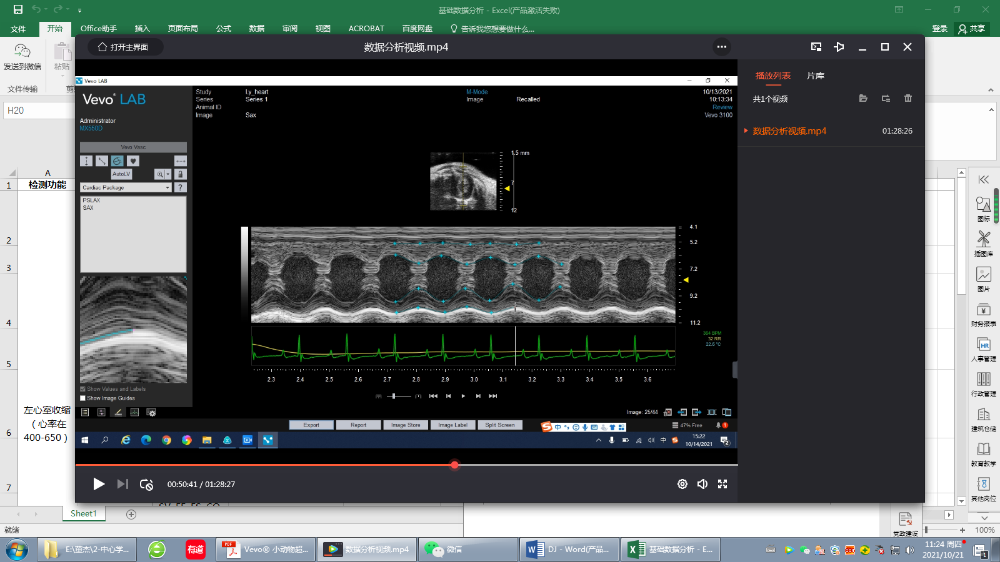 基础数据分析 - Excel(产品激活失败)
文件
开始
Office助手
插入
页面布局
公式
数据
审阅
视图
ACROBAT
百度网盘
告诉我您想要做什么...
登录
共享
发送到微信
粘贴
文件传输
H20
打开主界面
数据分析视频.mp4
播放列表
片库
共1个视频
数据分析视频.mp4
01:28:26
Vevo LAB
Vevo® LAB
Administrator
MX550D
Study
Ly_heart
Series
Series 1
Animal ID
Image
Sax
M-Mode
Image
Recalled
10/13/2021
10:13:34
Review
Vevo 3100
Vevo Vasc
AutoLV
Cardiac Package
?
PSLAX
SAX
1.5 mm
7
12
4.1
5.2
7.2
9.2
11.2
364 BPM
32 RR
22.6 °C
2.3
2.4
2.5
2.6
2.7
2.8
2.9
3.0
3.1
3.2
3.3
3.4
3.5
3.6
Show Values and Labels
Show Image Guides
Image: 25/44
Export
Report
Image Store
Image Label
Split Screen
中
47% Free
1
中
15:22
10/14/2021
2
00:50:41 / 01:28:27
A
1
检测功能
2
3
4
5
6
左心室收缩
（心率在
400-650）
7
SV, EF, FS, CO
图标
插图库
图片
财务报表
HR
人事管理
行政管理
建筑仓储
教育教学
其他岗位
党政建设
Sheet1
就绪
100%
E:\董杰\2-中心学...
有道
PDF
Vevo® 小动物超...
数据分析视频.mp4
微信
DJ - Word(产品...
基础数据分析 - E...
11:24 周四
2021/10/21
1